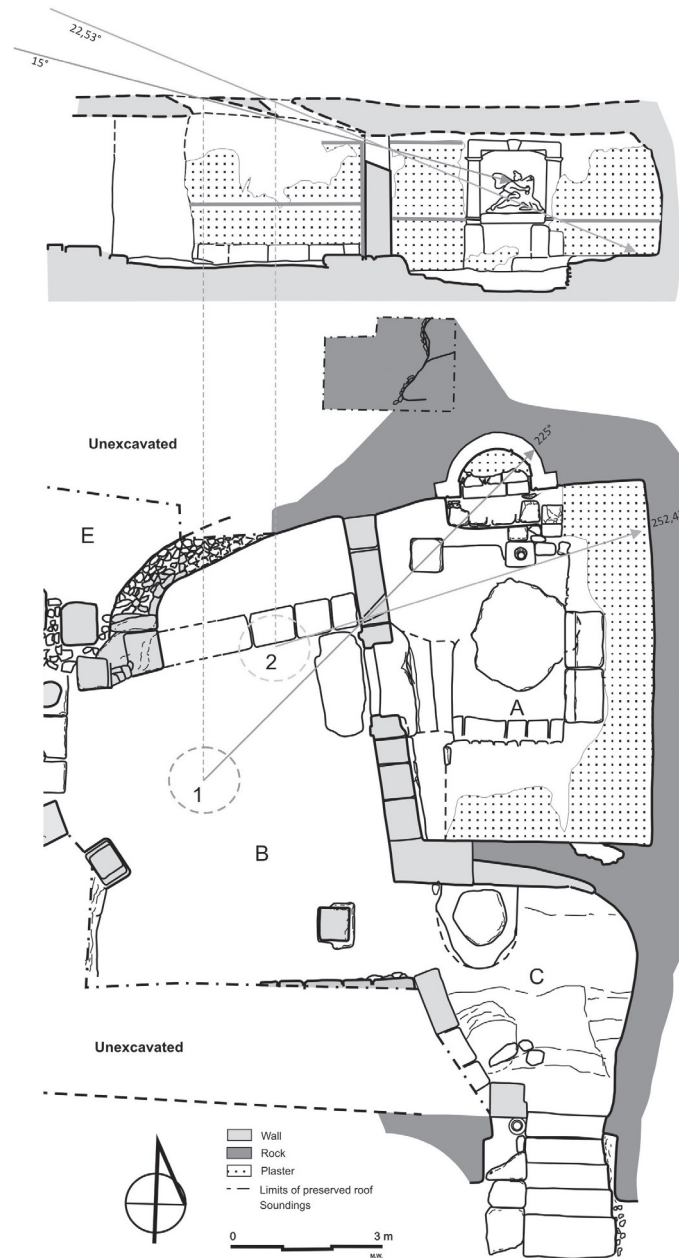 22,53°
15°
Unexcavated
225°
252,4
E
2
A
1
B
C
Unexcavated
Wall
Rock
Plaster
Limits of preserved roof
Soundings
0 3 m
M.W.